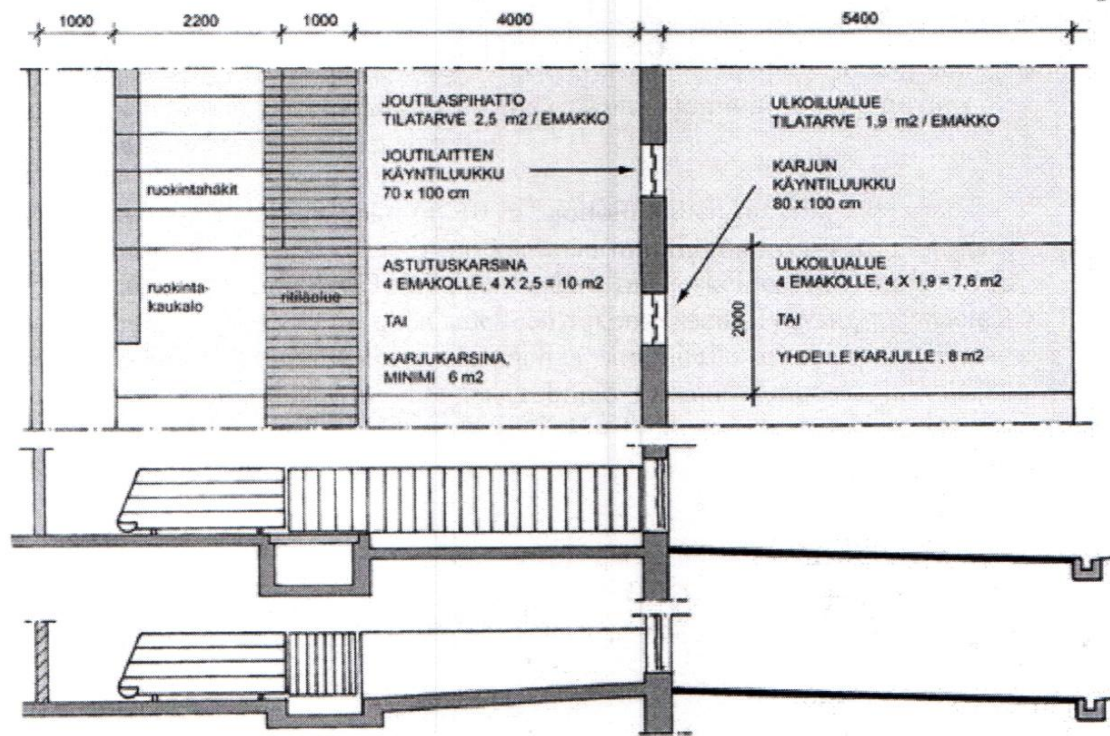 1000
2200
1000
4000
5400
JOUTILASPIHATTO
TILATARVE 2,5 m2 / EMAKKO
JOUTILAITTEN
KÄYNTILUUKKU
70 x 100 cm
ULKOILUALUE
TILATARVE 1,9 m2 / EMAKKO
KARJUN
KÄYNTILUUKKU
80 x 100 cm
ruokintahäkit
ruokinta-
kaukalo
ritiläalue
ASTUTUSKARSINA
4 EMAKOLLE, 4 X 2,5 = 10 m2
TAI
KARJUKARSINA,
MINIMI 6 m2
2000
ULKOILUALUE
4 EMAKOLLE, 4 X 1,9 = 7,6 m2
TAI
YHDELLE KARJULLE , 8 m2